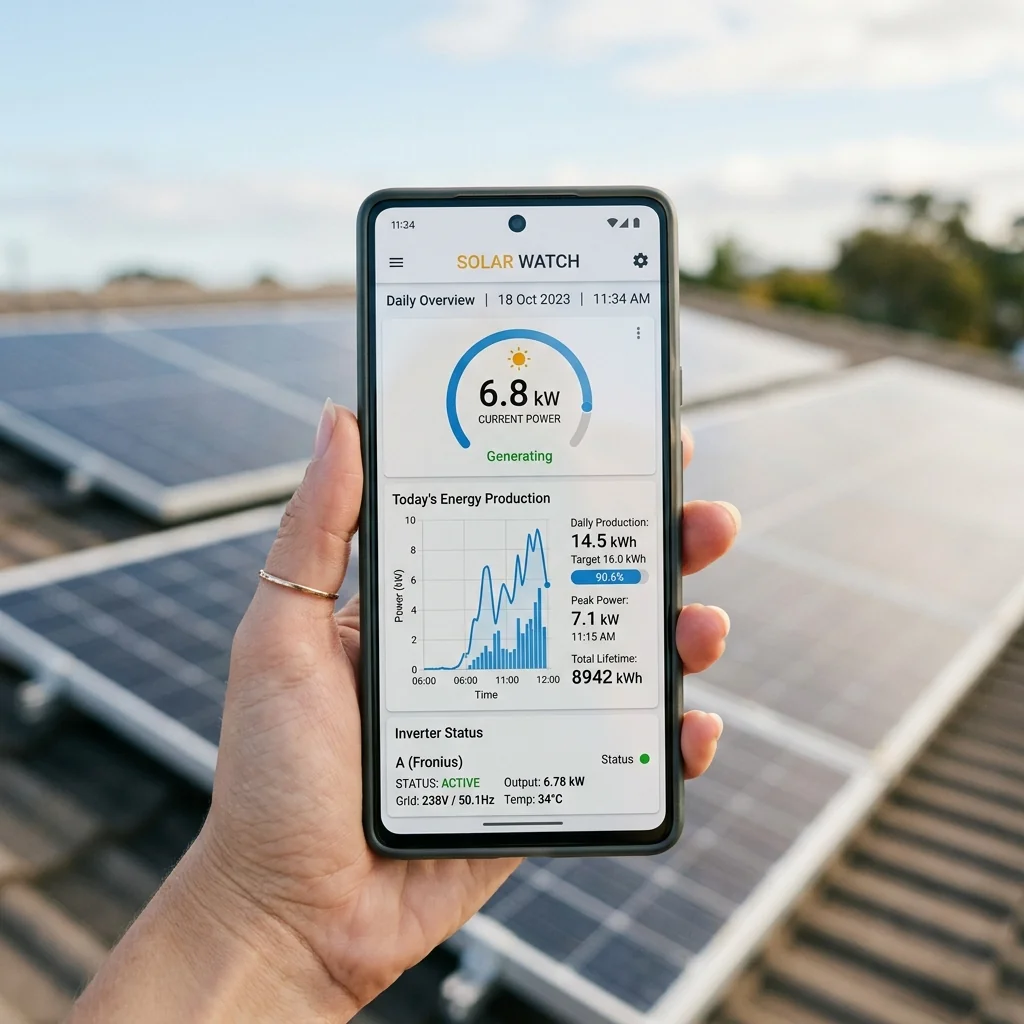 11:34
SOLAR WATCH
Daily Overview | 18 Oct 2023 | 11:34 AM
6.8 kW
CURRENT POWER
Generating
Today's Energy Production
10
8
6
4
2
0
Power (kW)
06:00 06:00 11:00 12:00
Time
Daily Production:
14.5 kWh
Target 16.0 kWh
90.6%
Peak Power:
7.1 kW
11:15 AM
Total Lifetime:
8942 kWh
Inverter Status
A (Fronius)
Status
STATUS: ACTIVE Output: 6.78 kW
Grid: 238V / 50.1Hz Temp: 34°C